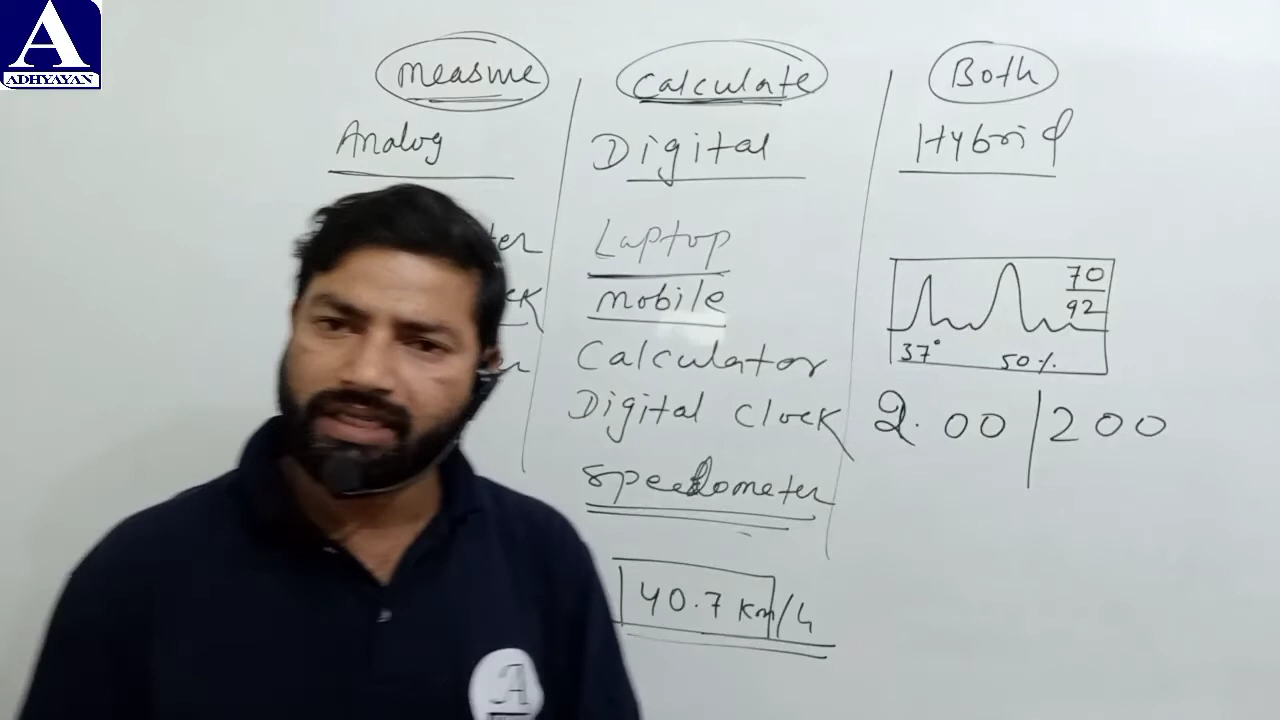 A
ADHYAYAN
measure
Calculate
Both
Analog
Digital
Hybrid
Laptop
mobile
Calculator
Digital Clock
speedometer
40.7 Km/h
70
92
37°
50%
2.00 | 200
A